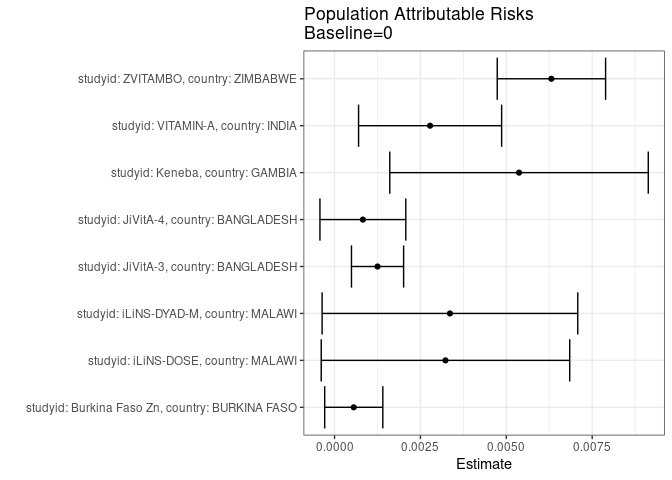 Population Attributable Risks
Baseline=0
studyid: ZVITAMBO, country: ZIMBABWE
studyid: VITAMIN-A, country: INDIA
studyid: Keneba, country: GAMBIA
studyid: JiVitA-4, country: BANGLADESH
studyid: JiVitA-3, country: BANGLADESH
studyid: iLiNS-DYAD-M, country: MALAWI
studyid: iLiNS-DOSE, country: MALAWI
studyid: Burkina Faso Zn, country: BURKINA FASO
0.0000 0.0025 0.0050 0.0075
Estimate